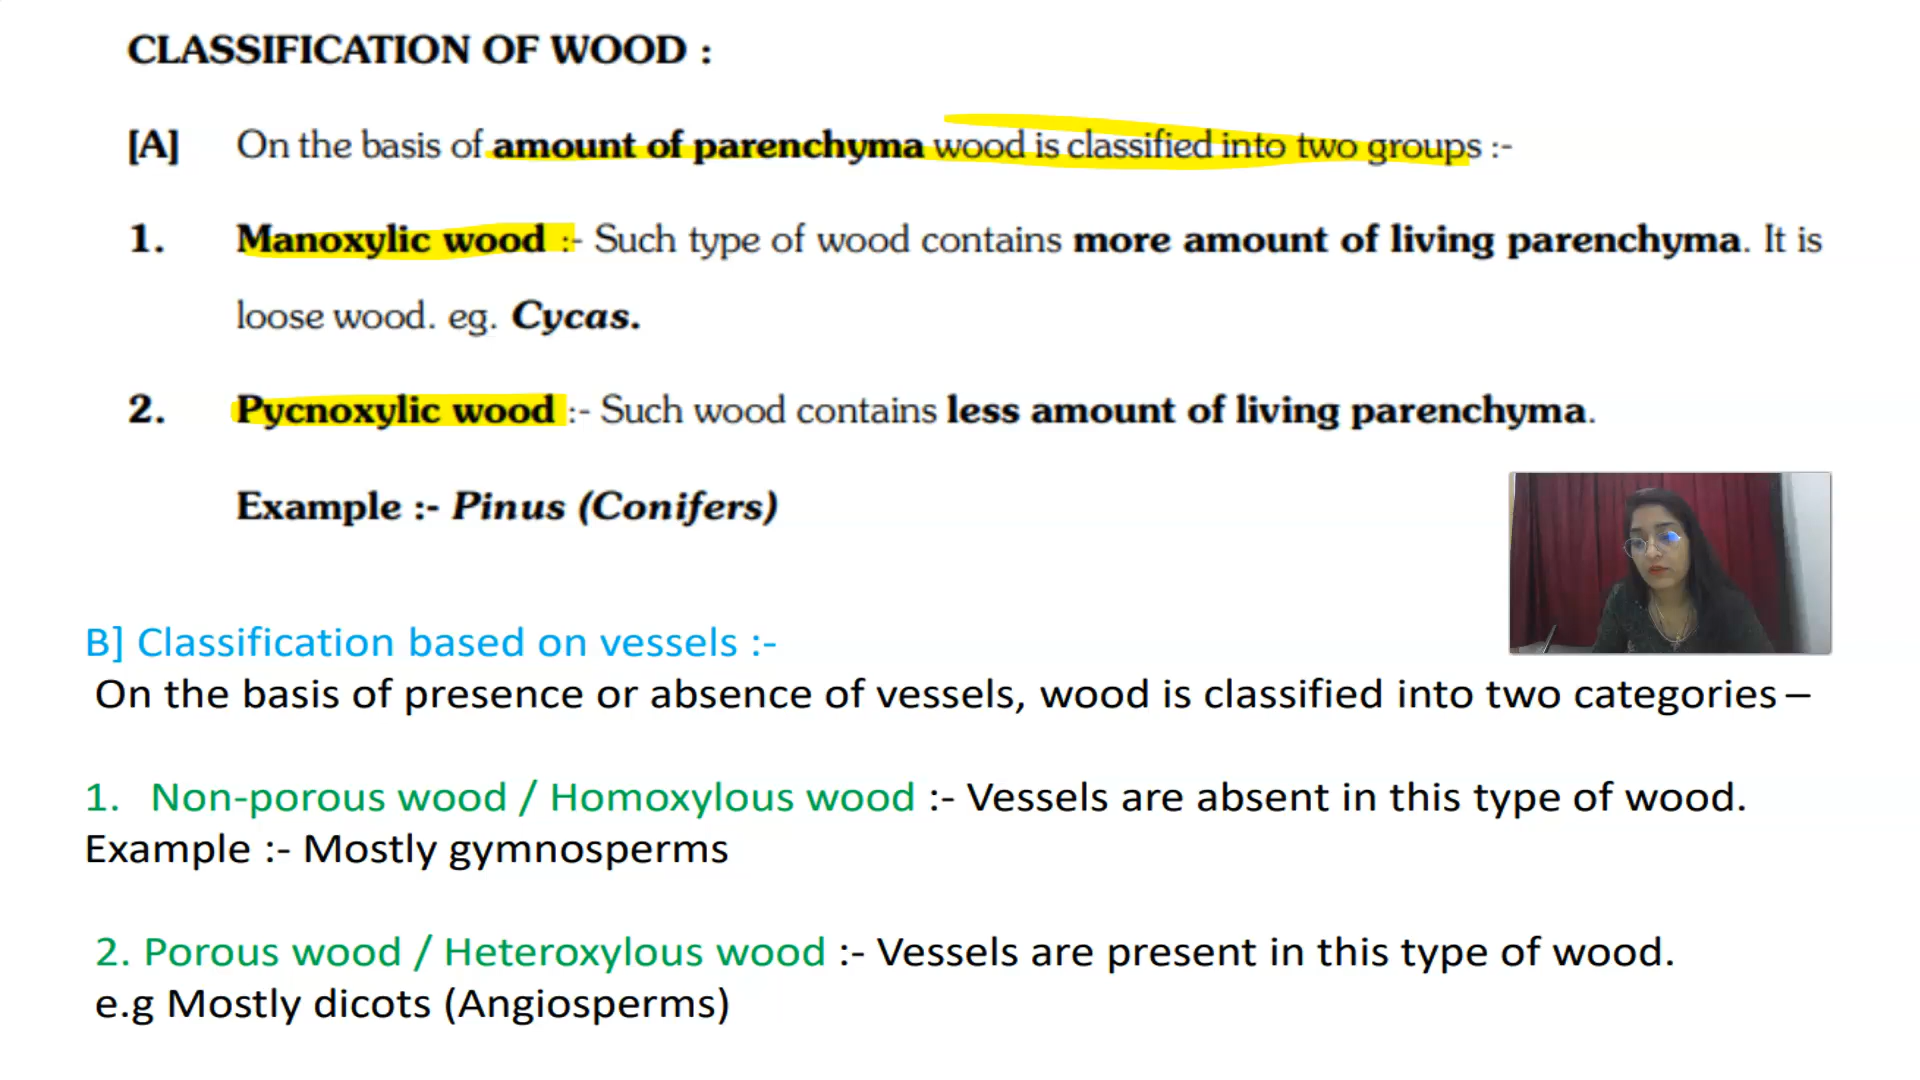 CLASSIFICATION OF WOOD :
[A] On the basis of amount of parenchyma wood is classified into two groups :-
1. Manoxylic wood :- Such type of wood contains more amount of living parenchyma. It is
loose wood. eg. Cycas.
2. Pycnoxylic wood :- Such wood contains less amount of living parenchyma.
Example :- Pinus (Conifers)
B] Classification based on vessels :-
On the basis of presence or absence of vessels, wood is classified into two categories –
1. Non-porous wood / Homoxylous wood :- Vessels are absent in this type of wood.
Example :- Mostly gymnosperms
2. Porous wood / Heteroxylous wood :- Vessels are present in this type of wood.
e.g Mostly dicots (Angiosperms)